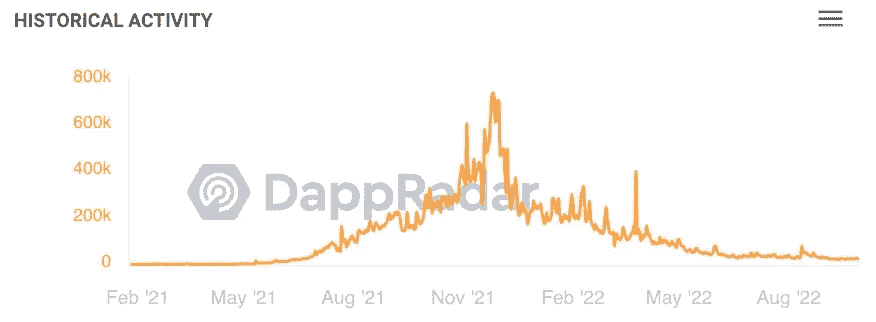 HISTORICAL ACTIVITY
800k
600k
400k
DappRadar
200k
0
Feb '21 May '21 Aug '21 Nov '21 Feb '22 May '22 Aug '22